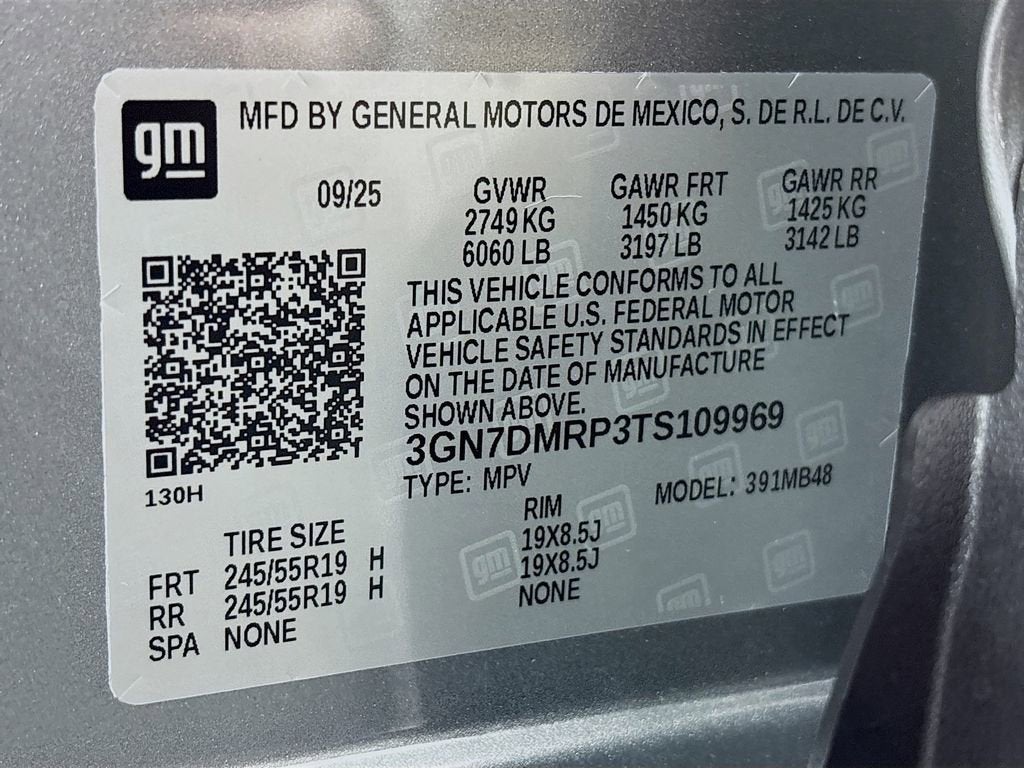 gm
MFD BY GENERAL MOTORS DE MEXICO, S. DE R.L. DE C.V.
09/25
GVWR GAWR FRT GAWR RR
2749 KG 1450 KG 1425 KG
6060 LB 3197 LB 3142 LB
THIS VEHICLE CONFORMS TO ALL
APPLICABLE U.S. FEDERAL MOTOR
VEHICLE SAFETY STANDARDS IN EFFECT
ON THE DATE OF MANUFACTURE
SHOWN ABOVE.
3GN7DMRP3TS109969
130H
TYPE: MPV MODEL: 391MB48
TIRE SIZE RIM
FRT 245/55R19 H 19X8.5J
RR 245/55R19 H 19X8.5J
SPA NONE NONE